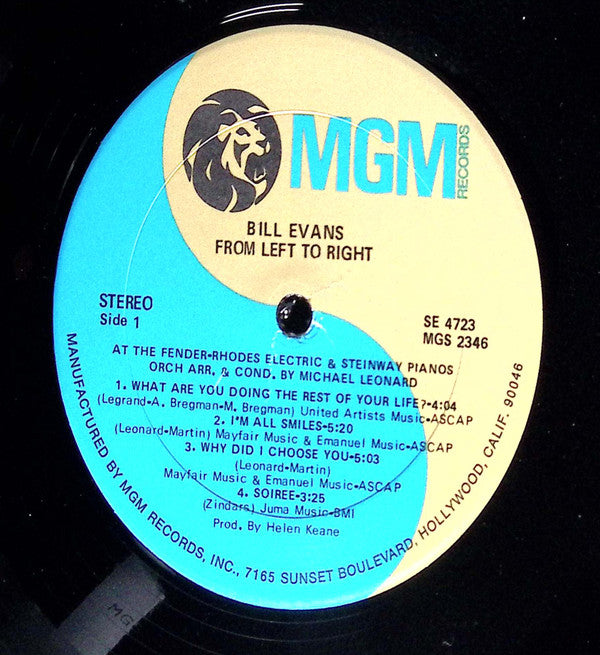 MGM
RECORDS
BILL EVANS
FROM LEFT TO RIGHT
STEREO
Side 1
SE 4723
MGS 2346
AT THE FENDER-RHODES ELECTRIC & STEINWAY PIANOS
ORCH ARR. & COND. BY MICHAEL LEONARD
1. WHAT ARE YOU DOING THE REST OF YOUR LIFE?-4:04
(Legrand-A. Bregman-M. Bregman) United Artists Music-ASCAP
2. I'M ALL SMILES-5:20
(Leonard-Martin) Mayfair Music & Emanuel Music-ASCAP
3. WHY DID I CHOOSE YOU-5:03
(Leonard-Martin)
Mayfair Music & Emanuel Music-ASCAP
4. SOIREE-3:25
(Zindars) Juma Music-BMI
Prod. By Helen Keane
MANUFACTURED BY MGM RECORDS, INC., 7165 SUNSET BOULEVARD, HOLLYWOOD, CALIF. 90046